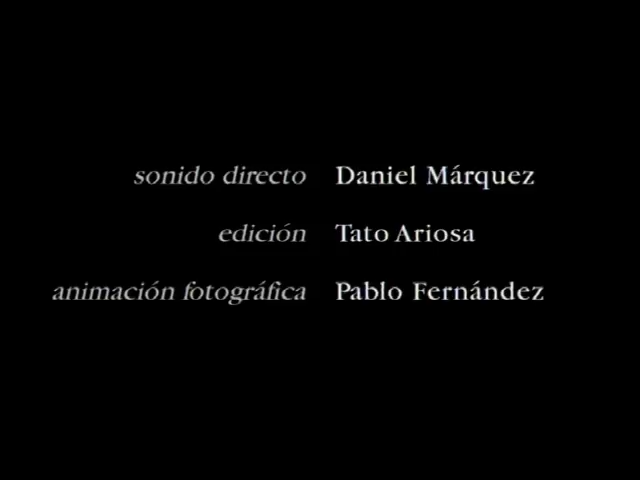 sonido directo Daniel Márquez
edición Tato Ariosa
animación fotográfica Pablo Fernández